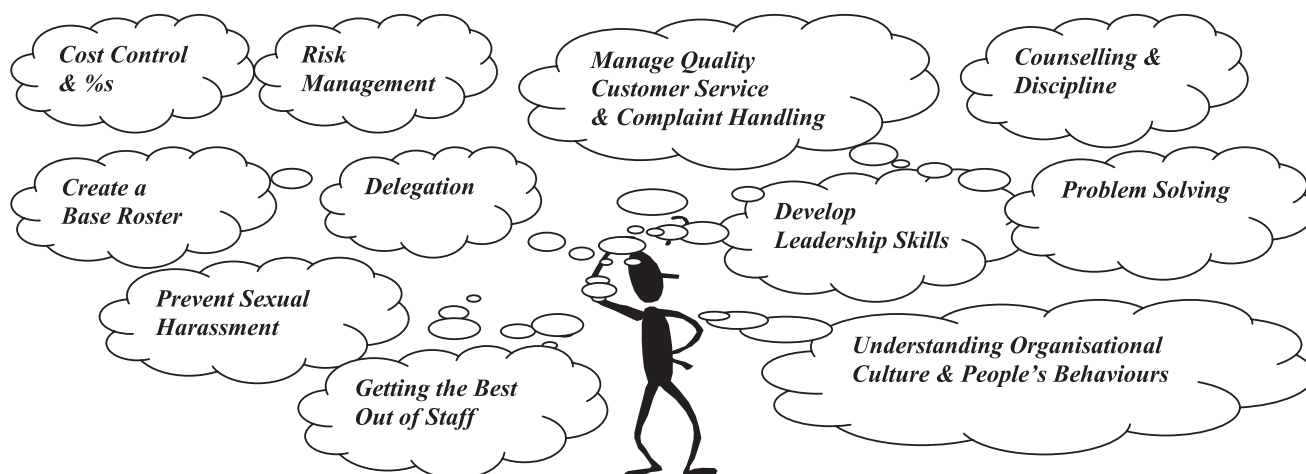 Cost Control
& %s
Risk
Management
Manage Quality
Customer Service
& Complaint Handling
Counselling &
Discipline
Create a
Base Roster
Delegation
Develop
Leadership Skills
Problem Solving
Prevent Sexual
Harassment
Getting the Best
Out of Staff
Understanding Organisational
Culture & People’s Behaviours